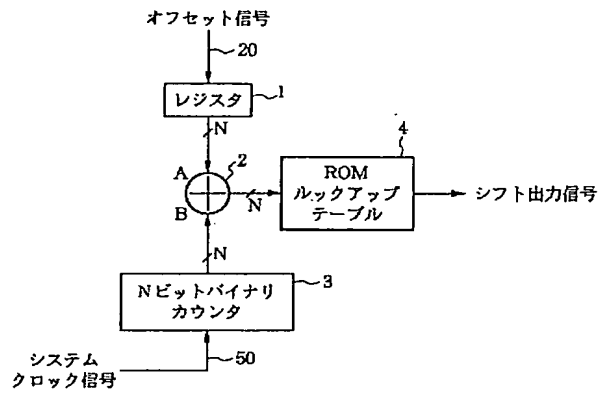 オフセット信号
20
レジスタ
1
N
A
2
B
N
ROM
ルックアップ
テーブル
4
シフト出力信号
N
Nビットバイナリ
カウンタ
3
システム
クロック信号
50